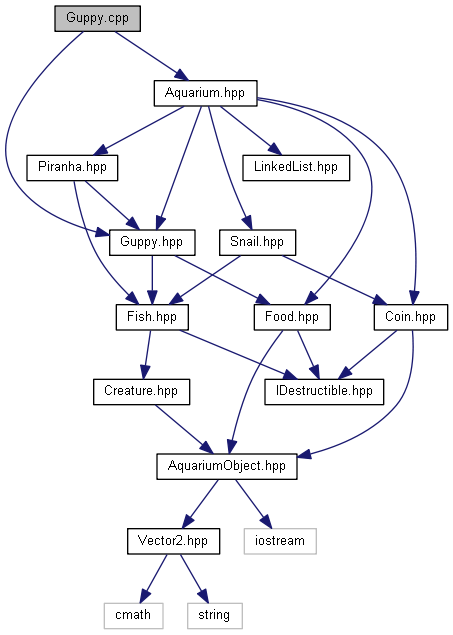 Guppy.cpp
Aquarium.hpp
Piranha.hpp
LinkedList.hpp
Guppy.hpp
Snail.hpp
Fish.hpp
Food.hpp
Coin.hpp
Creature.hpp
IDestructible.hpp
AquariumObject.hpp
Vector2.hpp
iostream
cmath
string